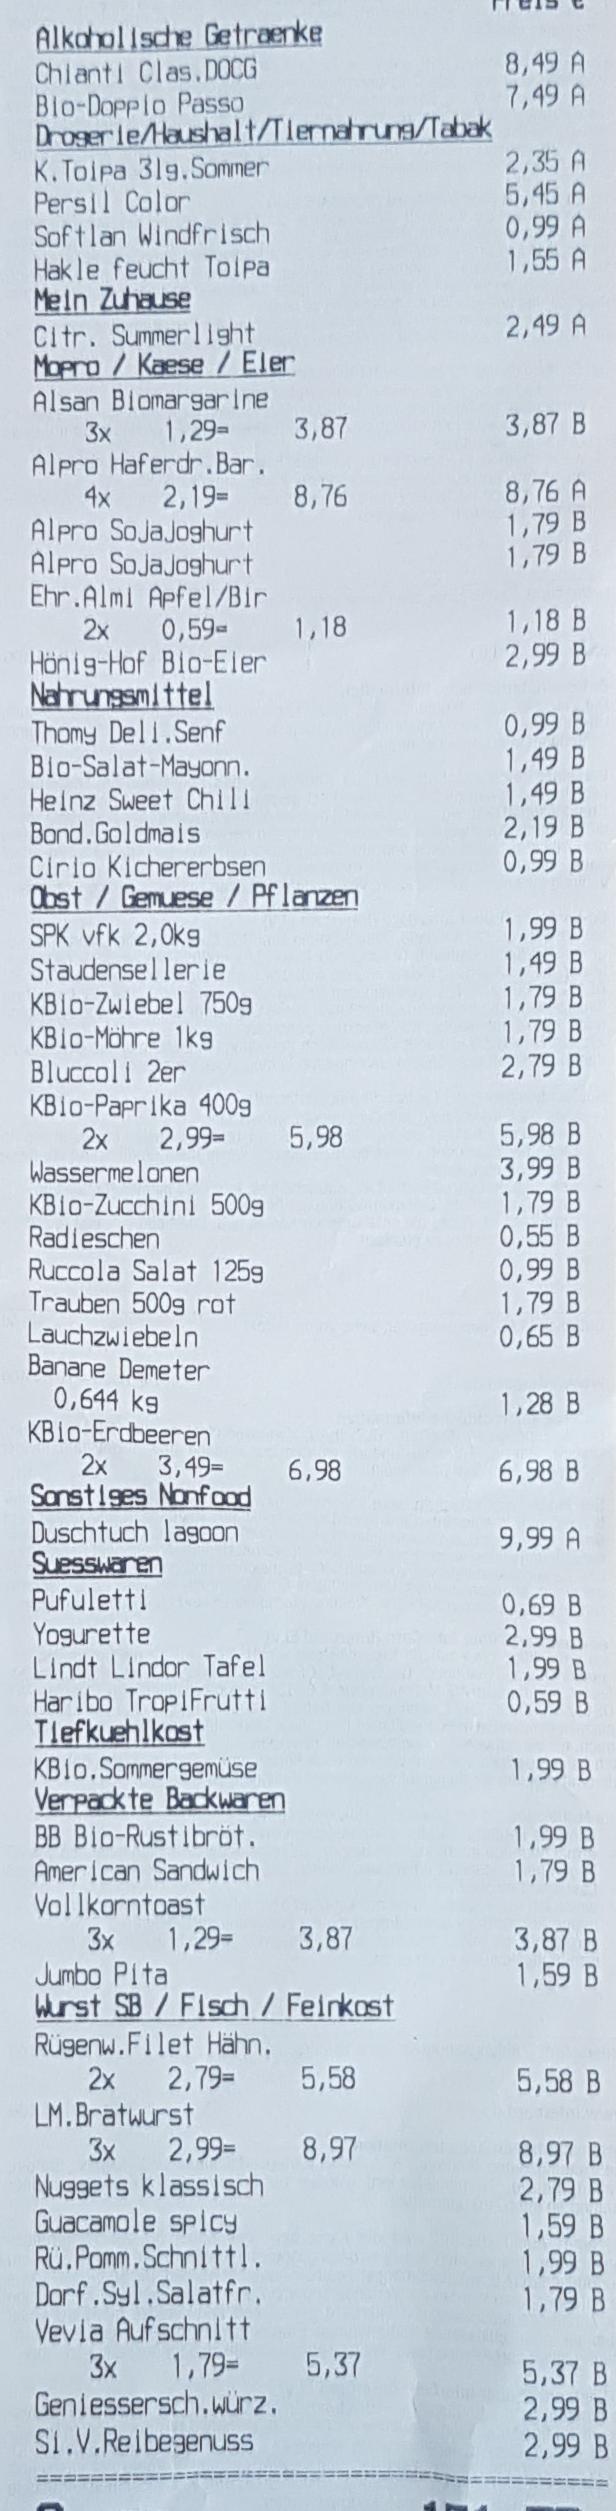 Preis €
Alkoholische Getraenke
Chianti Clas.DOCG 8,49 A
Bio-Doppio Passo 7,49 A
Drogerie/Haushalt/Tiernahrung/Tabak
K.Toipa 3lg.Sommer 2,35 A
Persil Color 5,45 A
Softlan Windfrisch 0,99 A
Hakle feucht Toipa 1,55 A
Mein Zuhause
Citr. Summerlight 2,49 A
Mopro / Kaese / Eier
Alsan Biomargarine
3x 1,29= 3,87 3,87 B
Alpro Haferdr.Bar.
4x 2,19= 8,76 8,76 A
Alpro SojaJoghurt 1,79 B
Alpro SojaJoghurt 1,79 B
Ehr.Almi Apfel/Bir
2x 0,59= 1,18 1,18 B
Hönig-Hof Bio-Eier 2,99 B
Nahrungsmittel
Thomy Deli.Senf 0,99 B
Bio-Salat-Mayonn. 1,49 B
Heinz Sweet Chili 1,49 B
Bond.Goldmais 2,19 B
Cirio Kichererbsen 0,99 B
Obst / Gemuese / Pflanzen
SPK vfk 2,0kg 1,99 B
Staudensellerie 1,49 B
KBio-Zwiebel 750g 1,79 B
KBio-Möhre 1kg 1,79 B
Bluccoli 2er 2,79 B
KBio-Paprika 400g
2x 2,99= 5,98 5,98 B
Wassermelonen 3,99 B
KBio-Zucchini 500g 1,79 B
Radieschen 0,55 B
Ruccola Salat 125g 0,99 B
Trauben 500g rot 1,79 B
Lauchzwiebeln 0,65 B
Banane Demeter
0,644 kg 1,28 B
KBio-Erdbeeren
2x 3,49= 6,98 6,98 B
Sonstiges Nonfood
Duschtuch lagoon 9,99 A
Suesswaren
Pufuletti 0,69 B
Yogurette 2,99 B
Lindt Lindor Tafel 1,99 B
Haribo TropiFrutti 0,59 B
Tiefkuehlkost
KBio.Sommergemüse 1,99 B
Verpackte Backwaren
BB Bio-Rustibröt. 1,99 B
American Sandwich 1,79 B
Vollkorntoast
3x 1,29= 3,87 3,87 B
Jumbo Pita 1,59 B
Wurst SB / Fisch / Feinkost
Rügenw.Filet Hähn.
2x 2,79= 5,58 5,58 B
LM.Bratwurst
3x 2,99= 8,97 8,97 B
Nuggets klassisch 2,79 B
Guacamole spicy 1,59 B
Rü.Pomm.Schnittl. 1,99 B
Dorf.Syl.Salatfr. 1,79 B
Vevia Aufschnitt
3x 1,79= 5,37 5,37 B
Geniessersch.würz. 2,99 B
Si.V.Reibegenuss 2,99 B